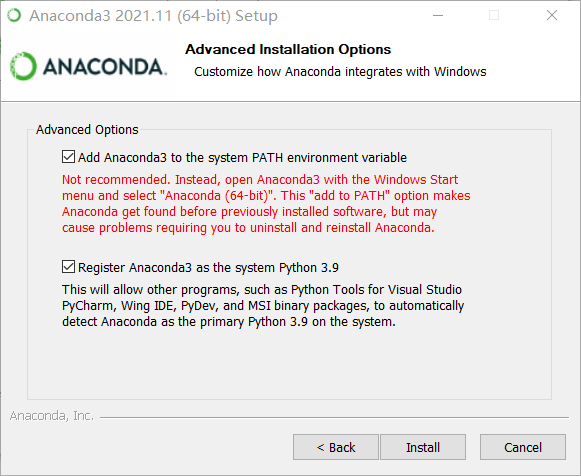 Anaconda3 2021.11 (64-bit) Setup
ANACONDA.
Advanced Installation Options
Customize how Anaconda integrates with Windows
Advanced Options
Add Anaconda3 to the system PATH environment variable
Not recommended. Instead, open Anaconda3 with the Windows Start
menu and select "Anaconda (64-bit)". This "add to PATH" option makes
Anaconda get found before previously installed software, but may
cause problems requiring you to uninstall and reinstall Anaconda.
Register Anaconda3 as the system Python 3.9
This will allow other programs, such as Python Tools for Visual Studio
PyCharm, Wing IDE, PyDev, and MSI binary packages, to automatically
detect Anaconda as the primary Python 3.9 on the system.
Anaconda, Inc.
< Back
Install
Cancel